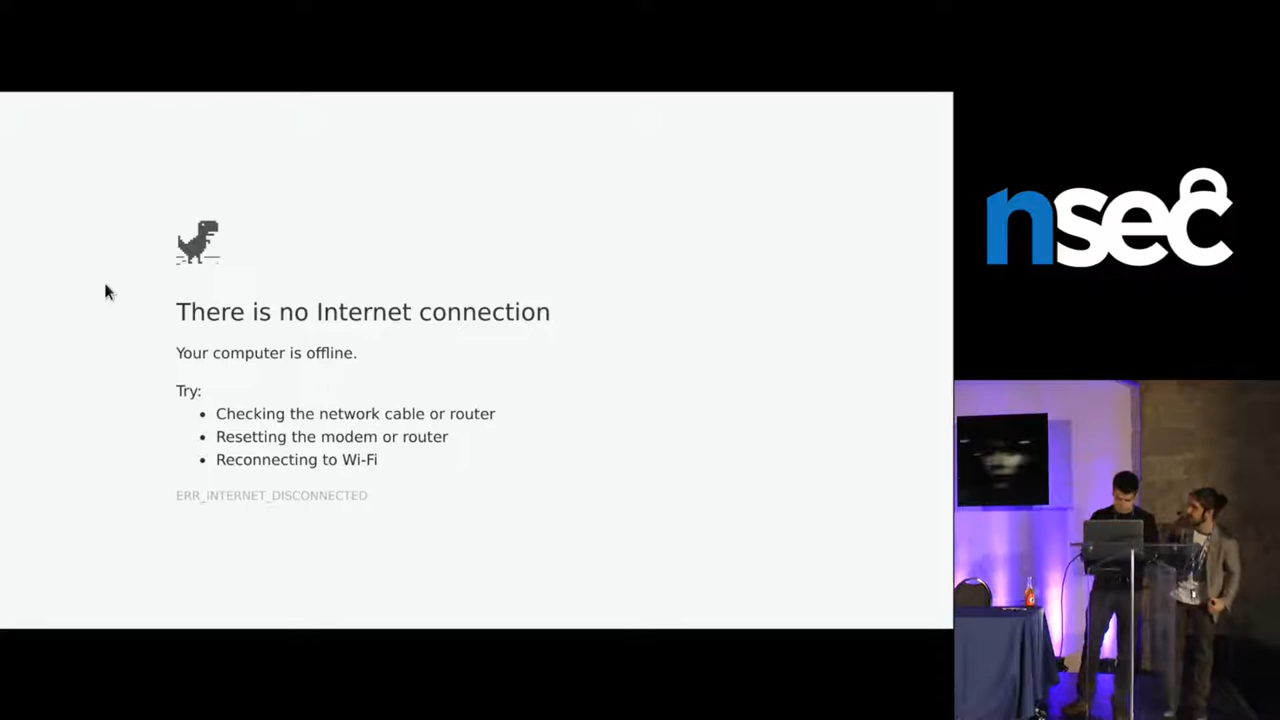 There is no Internet connection
Your computer is offline.
Try:
• Checking the network cable or router
• Resetting the modem or router
• Reconnecting to Wi-Fi
ERR_INTERNET_DISCONNECTED
nsec